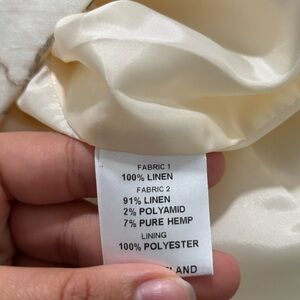 FABRIC 1
100% LINEN
FABRIC 2
91% LINEN
2% POLYAMID
7% PURE HEMP
LINING
100% POLYESTER